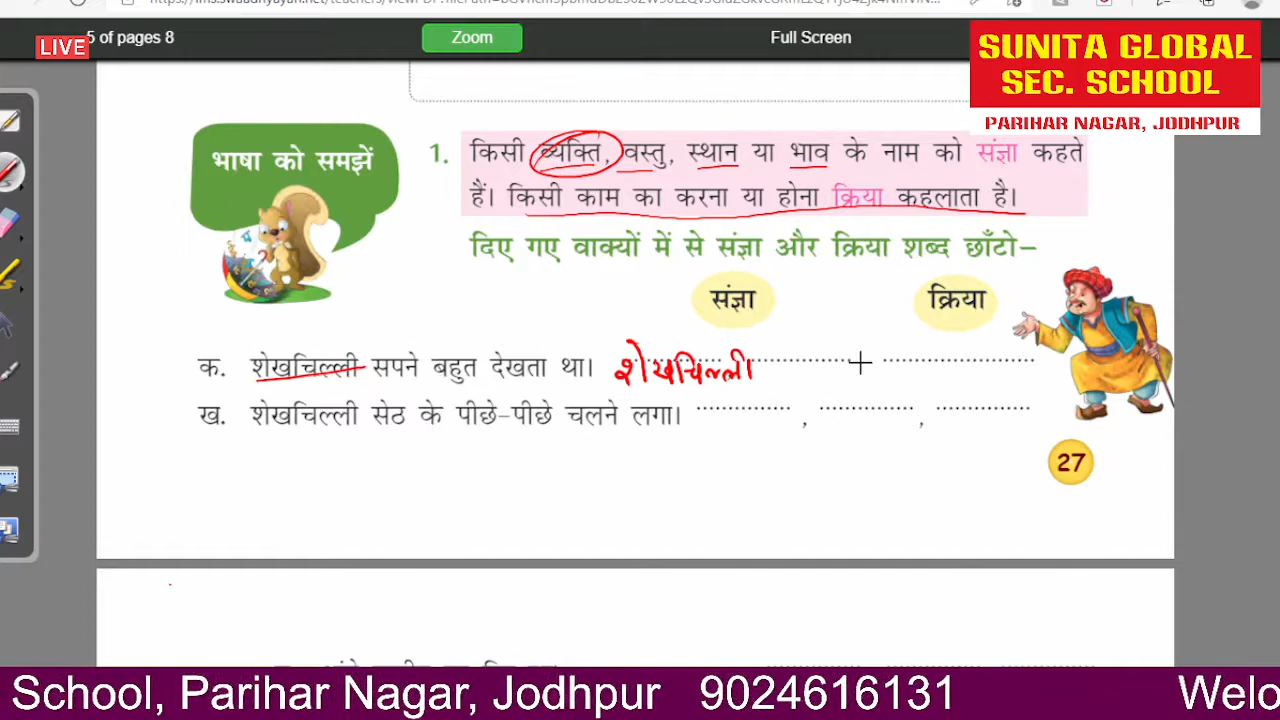 5 of pages 8
Zoom
Full Screen
LIVE
SUNITA GLOBAL
SEC. SCHOOL
PARIHAR NAGAR, JODHPUR
भाषा को समझें
1. किसी व्यक्ति, वस्तु, स्थान या भाव के नाम को संज्ञा कहते
हैं। किसी काम का करना या होना क्रिया कहलाता है।
दिए गए वाक्यों में से संज्ञा और क्रिया शब्द छाँटो–
संज्ञा क्रिया
क. शेखचिल्ली सपने बहुत देखता था। शेखचिल्ली
ख. शेखचिल्ली सेठ के पीछे-पीछे चलने लगा। , ,
27
School, Parihar Nagar, Jodhpur 9024616131 Welo